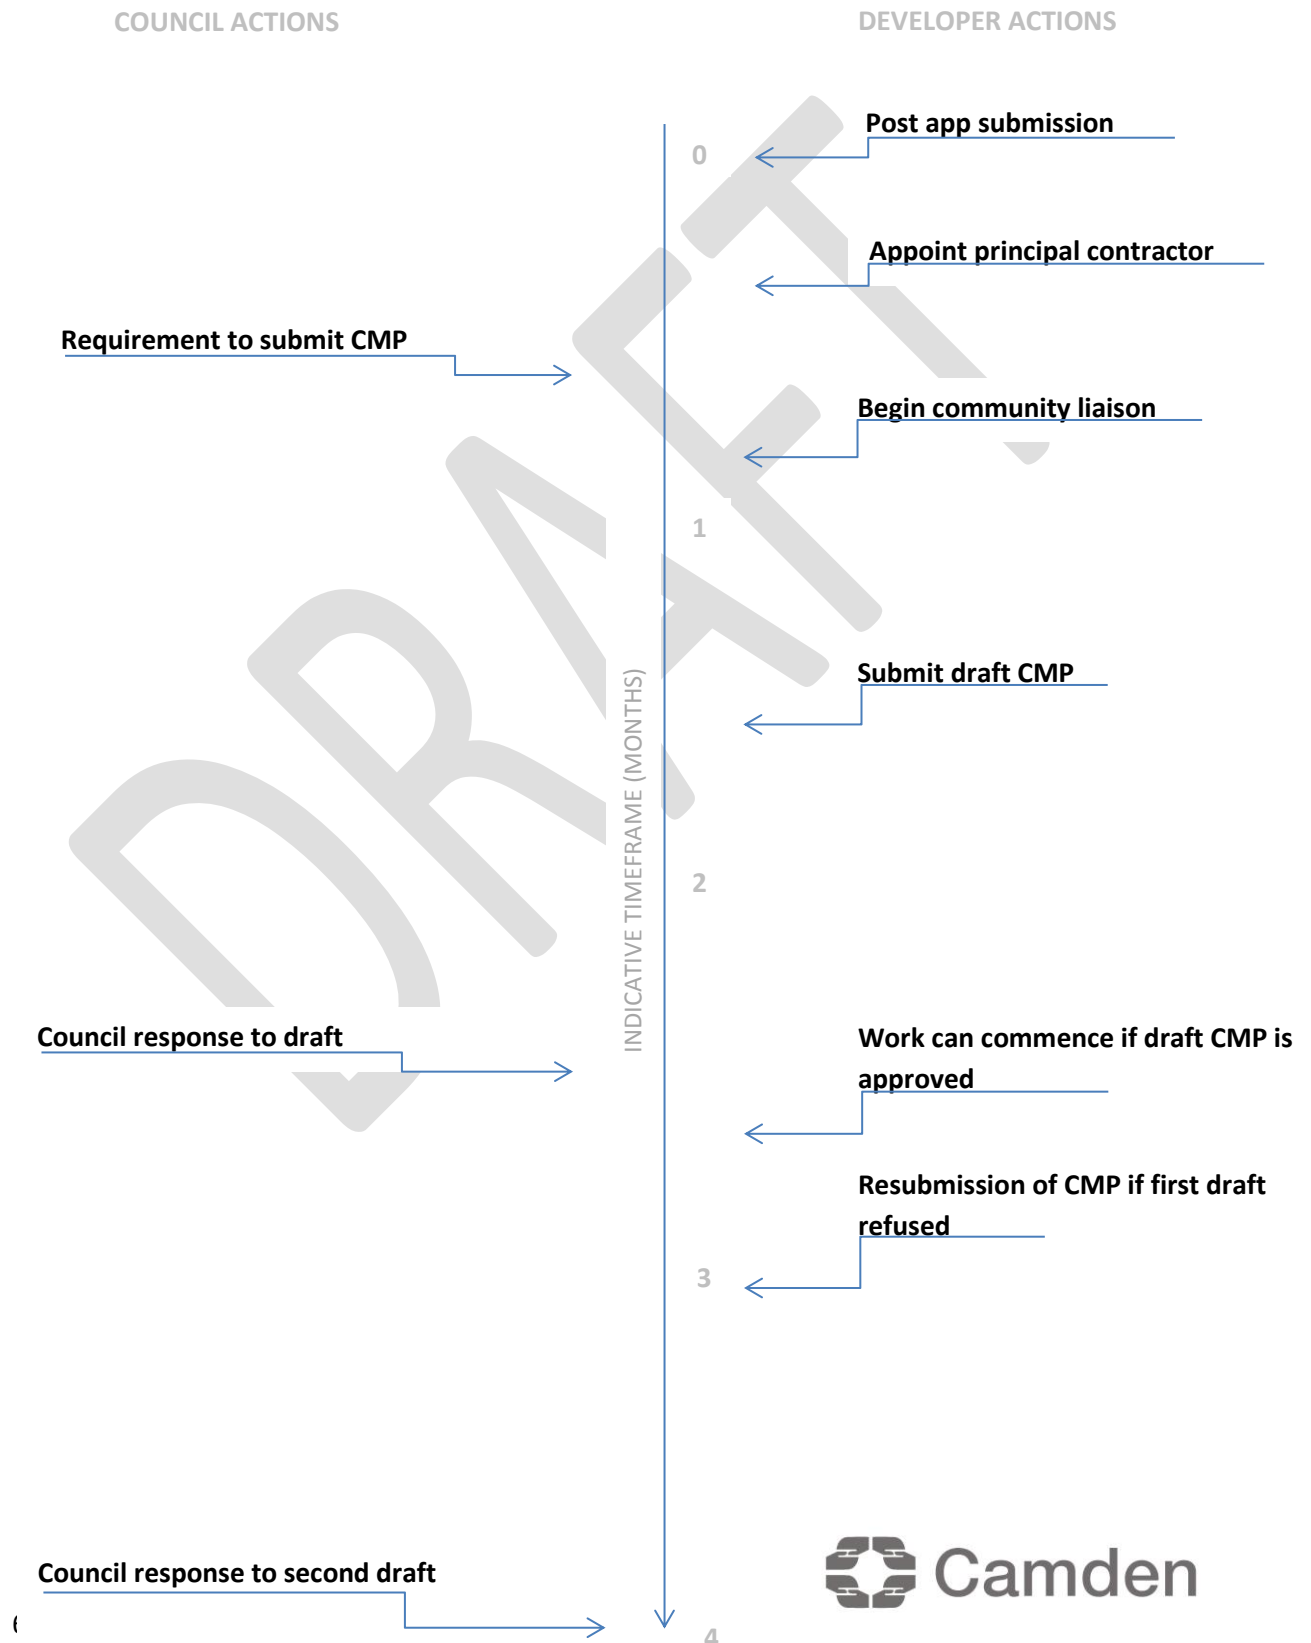 COUNCIL ACTIONS
DEVELOPER ACTIONS
Post app submission
0
Appoint principal contractor
Requirement to submit CMP
Begin community liaison
1
Submit draft CMP
INDICATIVE TIMEFRAME (MONTHS)
2
Council response to draft
Work can commence if draft CMP is
approved
Resubmission of CMP if first draft
refused
3
Camden
Council response to second draft
4
DRAFT